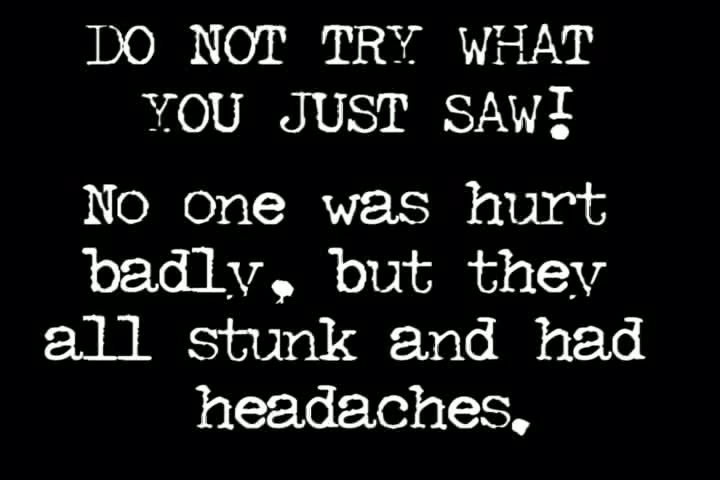 DO NOT TRY WHAT
YOU JUST SAW!
No one was hurt
badly, but they
all stunk and had
headaches.